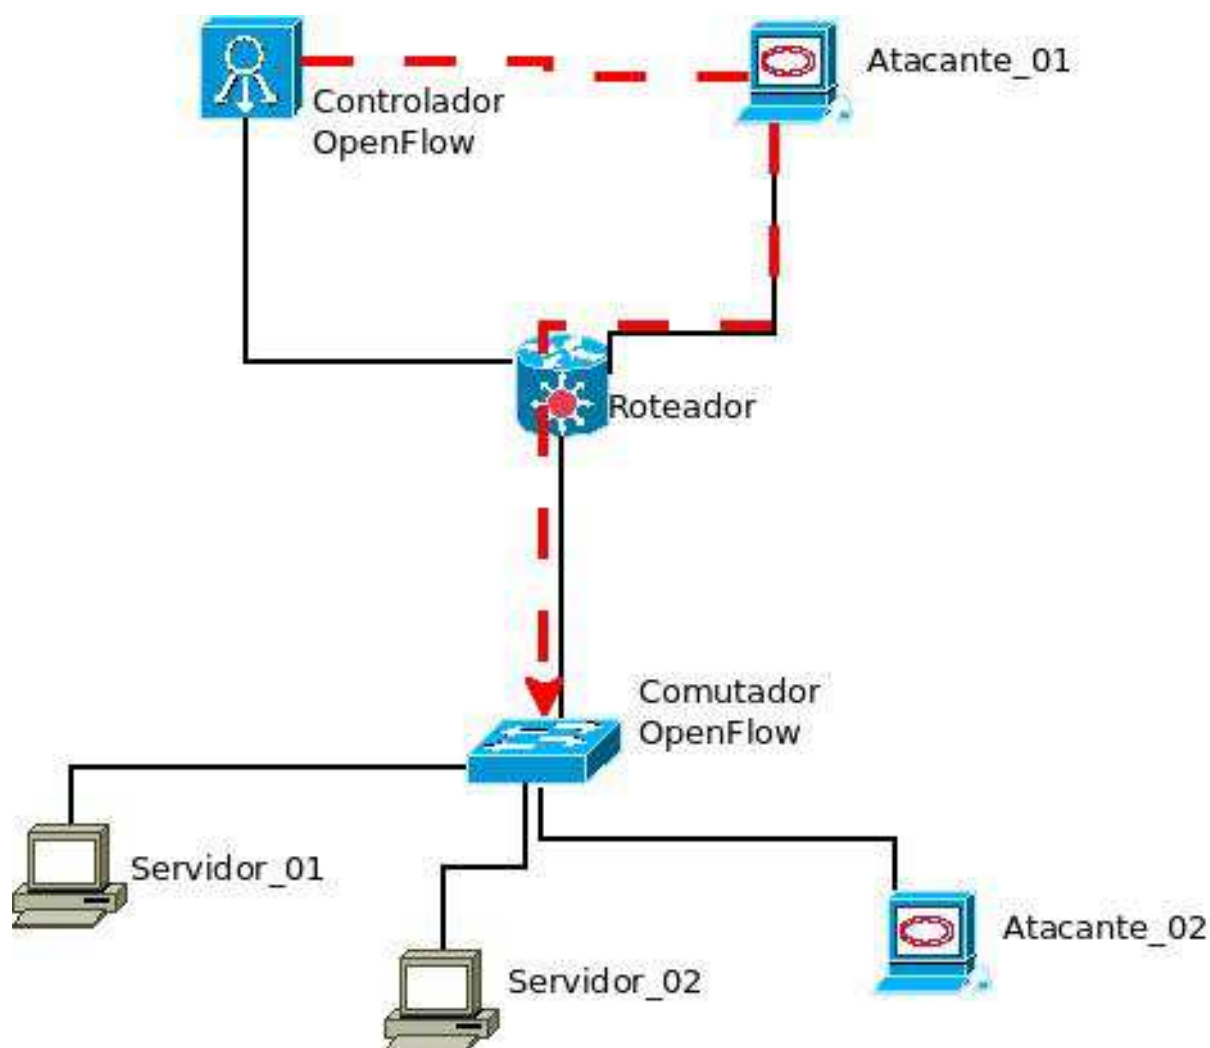 Atacante_01
Controlador
OpenFlow
Roteador
Comutador
OpenFlow
Servidor_01
Atacante_02
Servidor_02